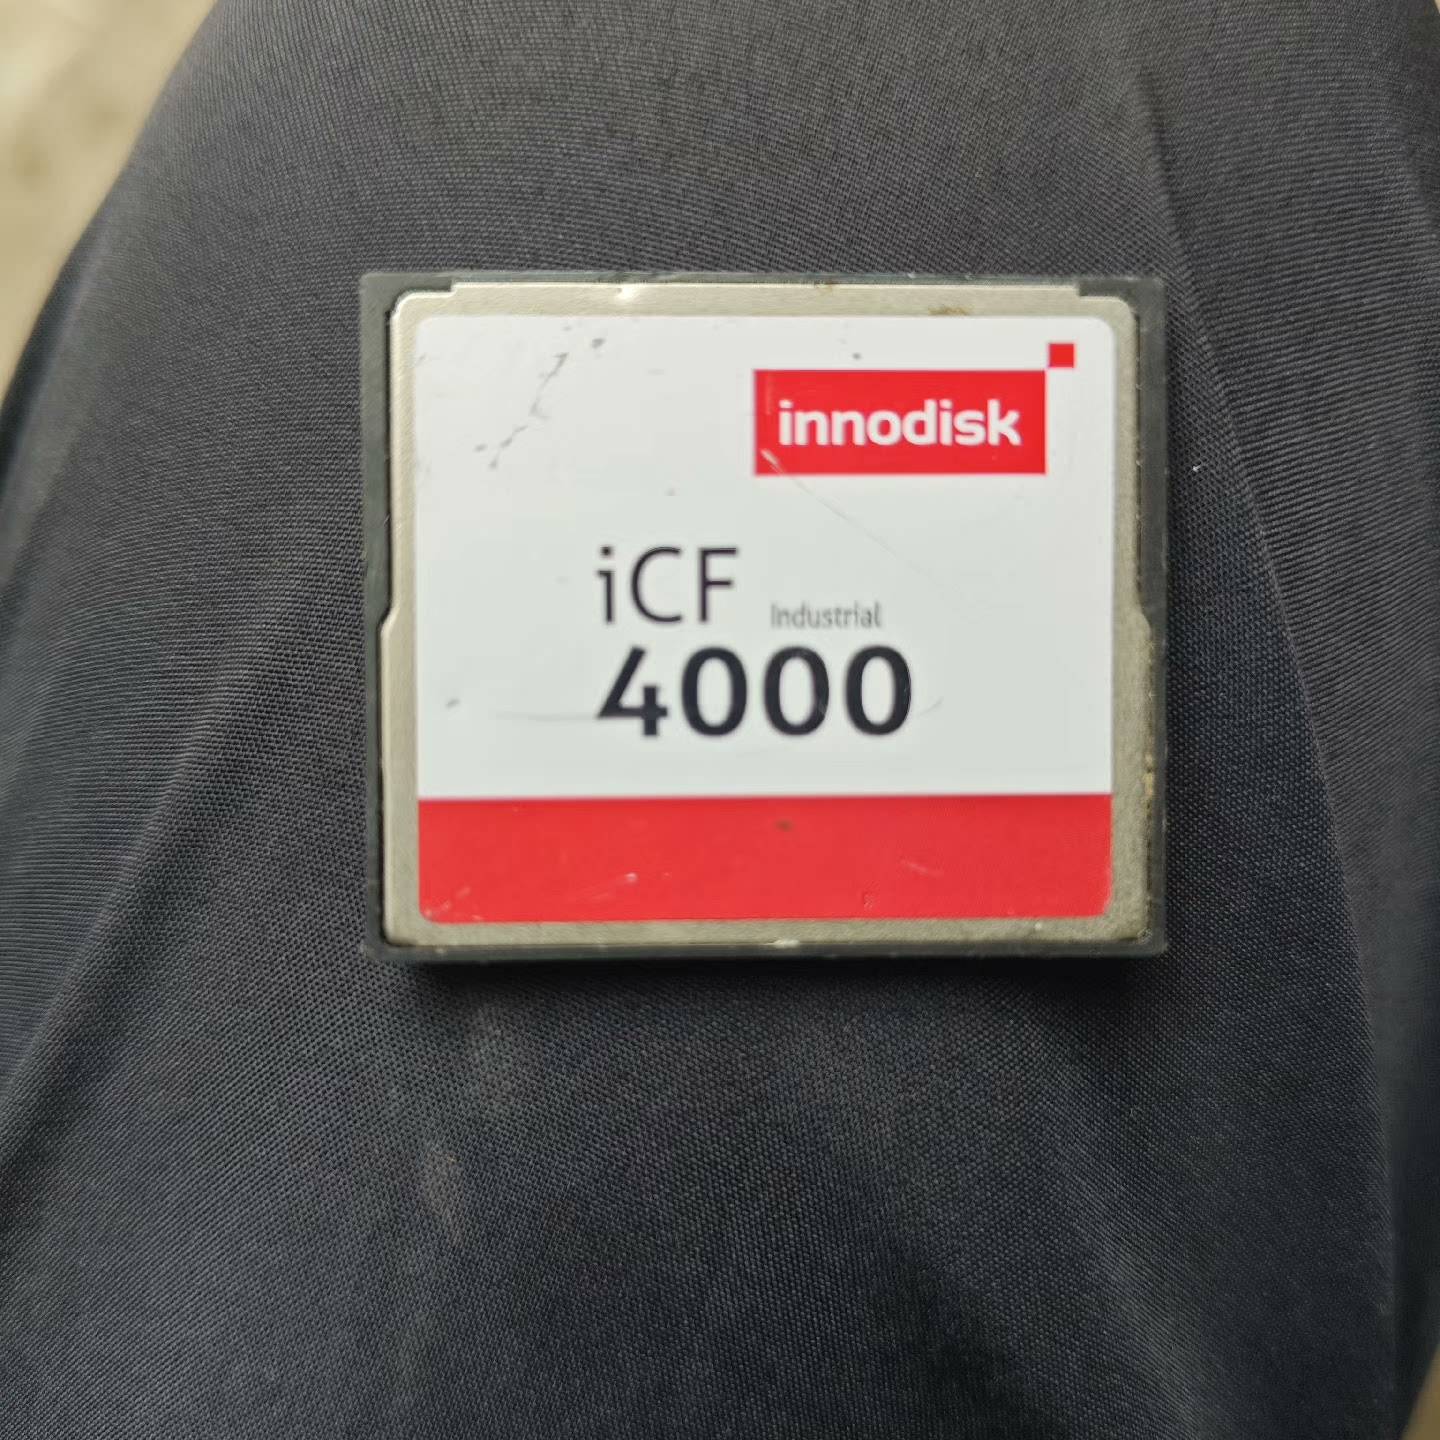 innodisk
iCF Industrial
4000